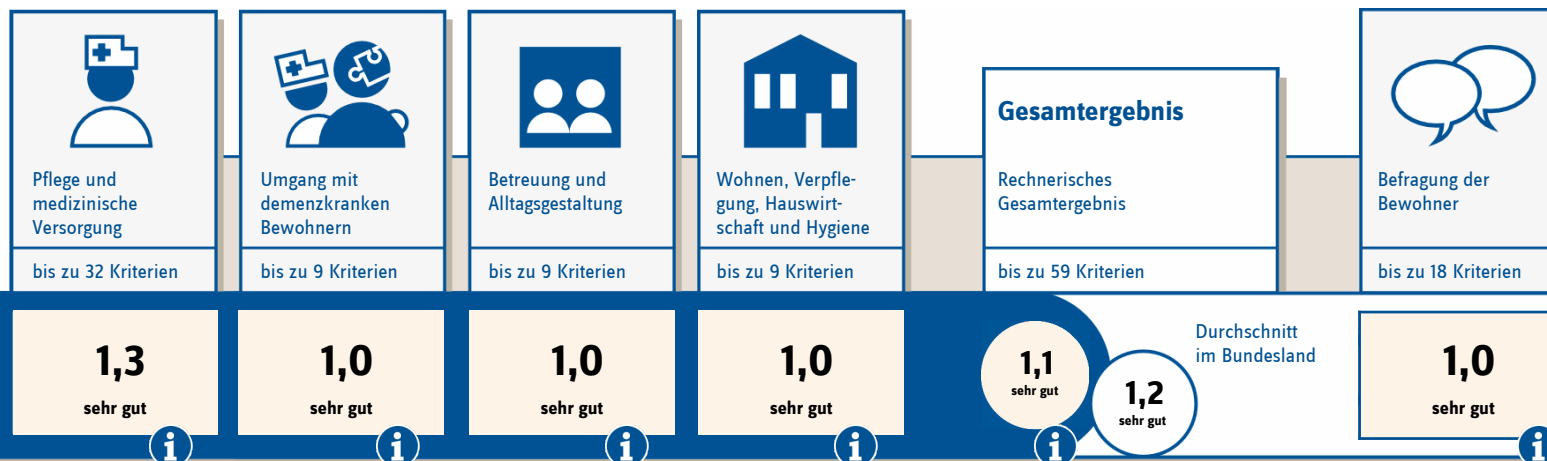 Pflege und
medizinische
Versorgung
bis zu 32 Kriterien
1,3
sehr gut
i
Umgang mit
demenzkranken
Bewohnern
bis zu 9 Kriterien
1,0
sehr gut
i
Betreuung und
Alltagsgestaltung
bis zu 9 Kriterien
1,0
sehr gut
i
Wohnen, Verpfle-
gung, Hauswirt-
schaft und Hygiene
bis zu 9 Kriterien
1,0
sehr gut
i
Gesamtergebnis
Rechnerisches
Gesamtergebnis
bis zu 59 Kriterien
1,1
sehr gut
i
Durchschnitt
im Bundesland
1,2
sehr gut
Befragung der
Bewohner
bis zu 18 Kriterien
1,0
sehr gut
i